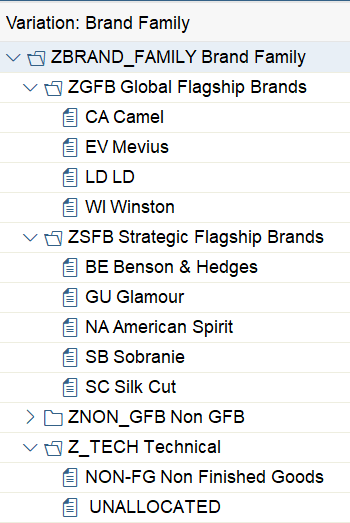 Variation: Brand Family
ZBRAND_FAMILY Brand Family
ZGFB Global Flagship Brands
CA Camel
EV Mevius
LD LD
WI Winston
ZSFB Strategic Flagship Brands
BE Benson & Hedges
GU Glamour
NA American Spirit
SB Sobranie
SC Silk Cut
ZNON_GFB Non GFB
Z_TECH Technical
NON-FG Non Finished Goods
UNALLOCATED